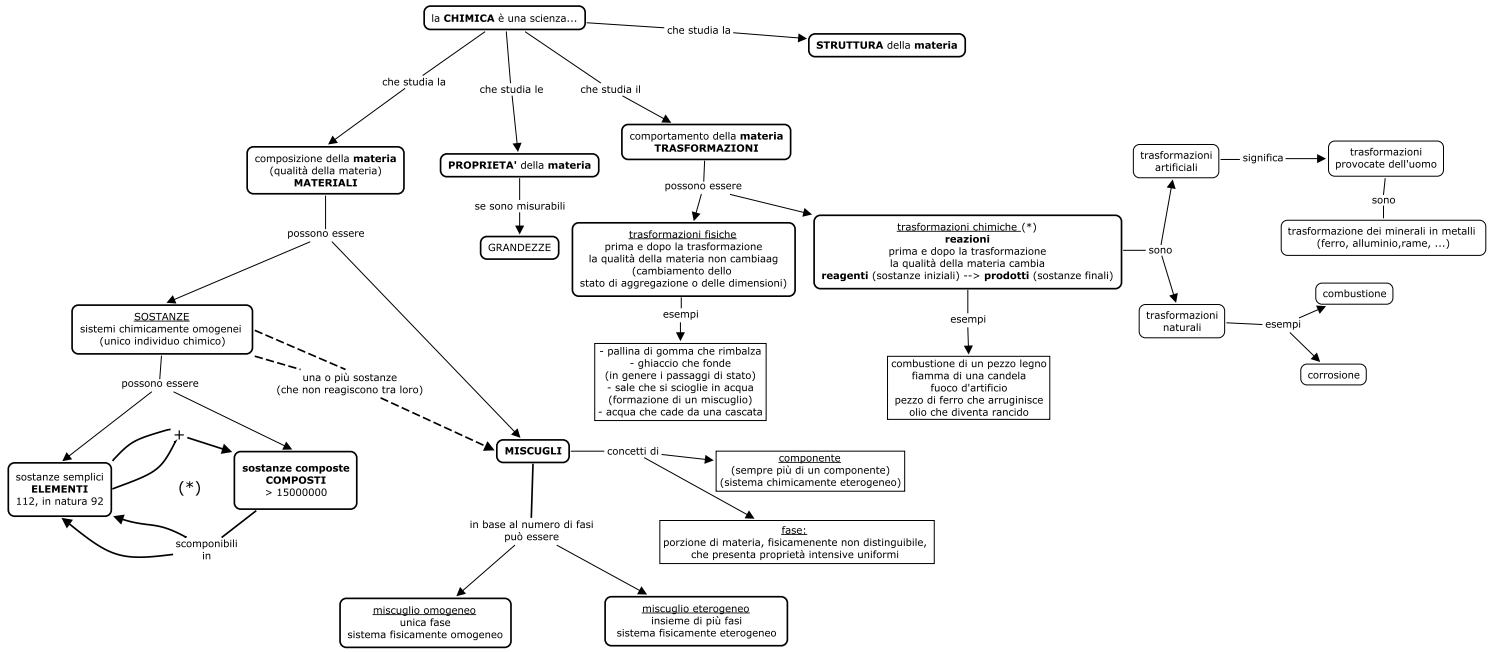 la CHIMICA è una scienza...
che studia la
STRUTTURA della materia
che studia la
che studia le
che studia il
composizione della materia
(qualità della materia)
MATERIALI
PROPRIETA' della materia
comportamento della materia
TRASFORMAZIONI
possono essere
se sono misurabili
GRANDEZZE
possono essere
trasformazioni fisiche
prima e dopo la trasformazione
la qualità della materia non cambiaag
(cambiamento dello
stato di aggregazione o delle dimensioni)
esempi
- pallina di gomma che rimbalza
- ghiaccio che fonde
(in genere i passaggi di stato)
- sale che si scioglie in acqua
(formazione di un miscuglio)
- acqua che cade da una cascata
trasformazioni chimiche (*)
reazioni
prima e dopo la trasformazione
la qualità della materia cambia
reagenti (sostanze iniziali) --> prodotti (sostanze finali)
esempi
combustione di un pezzo legno
fiamma di una candela
fuoco d'artificio
pezzo di ferro che arruginisce
olio che diventa rancido
sono
trasformazioni
artificiali
significa
trasformazioni
provocate dell'uomo
sono
trasformazione dei minerali in metalli
(ferro, alluminio,rame, ...)
trasformazioni
naturali
esempi
combustione
corrosione
SOSTANZE
sistemi chimicamente omogenei
(unico individuo chimico)
possono essere
una o più sostanze
(che non reagiscono tra loro)
sostanze semplici
ELEMENTI
112, in natura 92
+
(*)
sostanze composte
COMPOSTI
> 15000000
scomponibili
in
MISCUGLI
concetti di
componente
(sempre più di un componente)
(sistema chimicamente eterogeneo)
fase:
porzione di materia, fisicamenente non distinguibile,
che presenta proprietà intensive uniformi
in base al numero di fasi
può essere
miscuglio omogeneo
unica fase
sistema fisicamente omogeneo
miscuglio eterogeneo
insieme di più fasi
sistema fisicamente eterogeneo